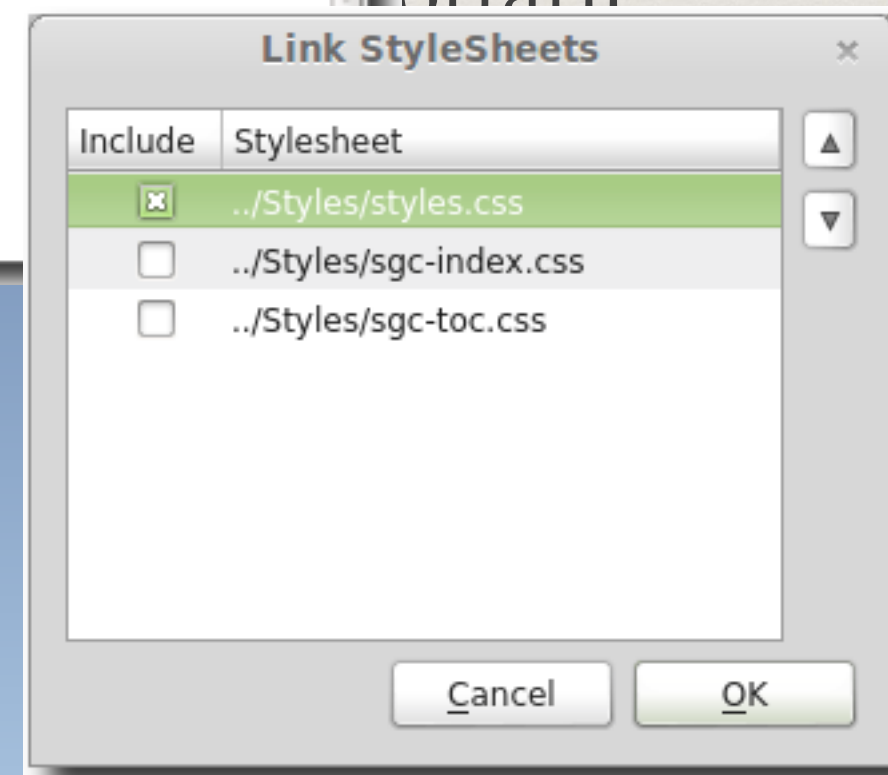 Link StyleSheets
Include Stylesheet
../Styles/styles.css
../Styles/sgc-index.css
../Styles/sgc-toc.css
Cancel OK